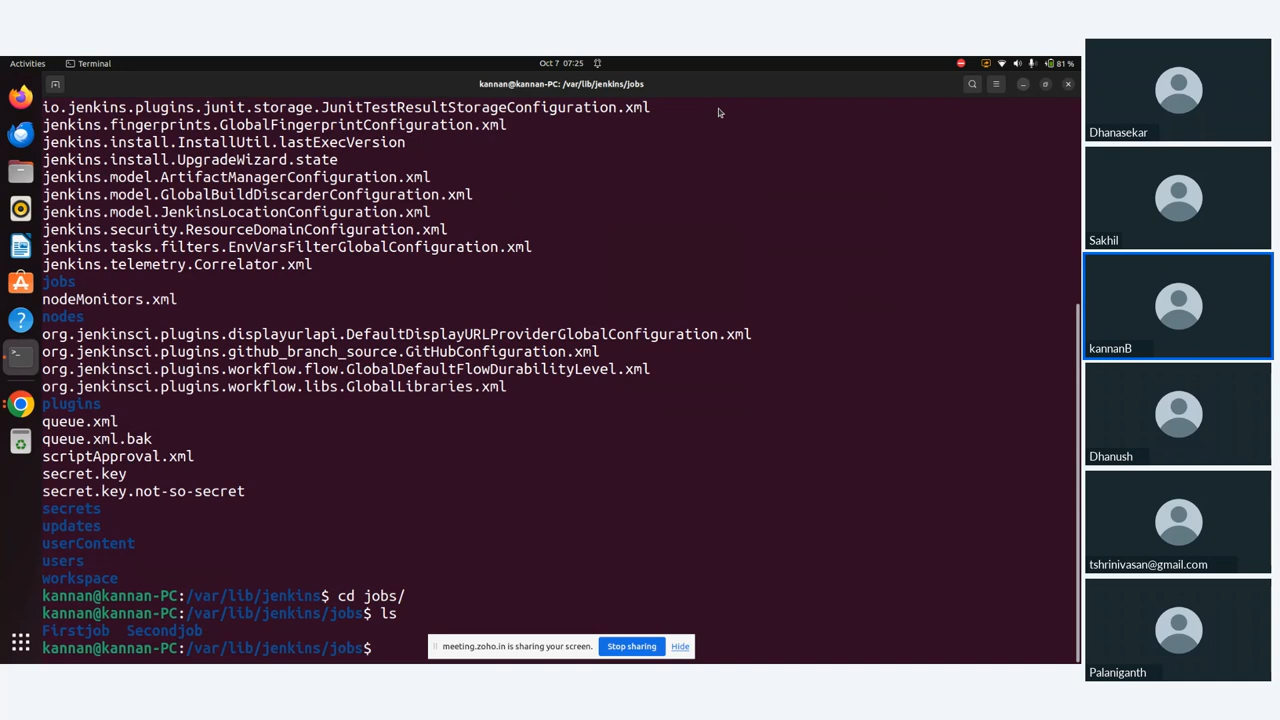 Activities
Terminal
Oct 7 07:25
81 %
kannan@kannan-PC: /var/lib/jenkins/jobs
io.jenkins.plugins.junit.storage.JunitTestResultStorageConfiguration.xml
jenkins.fingerprints.GlobalFingerprintConfiguration.xml
jenkins.install.InstallUtil.lastExecVersion
jenkins.install.UpgradeWizard.state
jenkins.model.ArtifactManagerConfiguration.xml
jenkins.model.GlobalBuildDiscarderConfiguration.xml
jenkins.model.JenkinsLocationConfiguration.xml
jenkins.security.ResourceDomainConfiguration.xml
jenkins.tasks.filters.EnvVarsFilterGlobalConfiguration.xml
jenkins.telemetry.Correlator.xml
jobs
nodeMonitors.xml
nodes
org.jenkinsci.plugins.displayurlapi.DefaultDisplayURLProviderGlobalConfiguration.xml
org.jenkinsci.plugins.github_branch_source.GitHubConfiguration.xml
org.jenkinsci.plugins.workflow.flow.GlobalDefaultFlowDurabilityLevel.xml
org.jenkinsci.plugins.workflow.libs.GlobalLibraries.xml
plugins
queue.xml
queue.xml.bak
scriptApproval.xml
secret.key
secret.key.not-so-secret
secrets
updates
userContent
users
workspace
kannan@kannan-PC:/var/lib/jenkins$ cd jobs/
kannan@kannan-PC:/var/lib/jenkins/jobs$ ls
Firstjob Secondjob
kannan@kannan-PC:/var/lib/jenkins/jobs$
meeting.zoho.in is sharing your screen.
Stop sharing
Hide
Dhanasekar
Sakhil
kannanB
Dhanush
tshrinivasan@gmail.com
Palaniganth